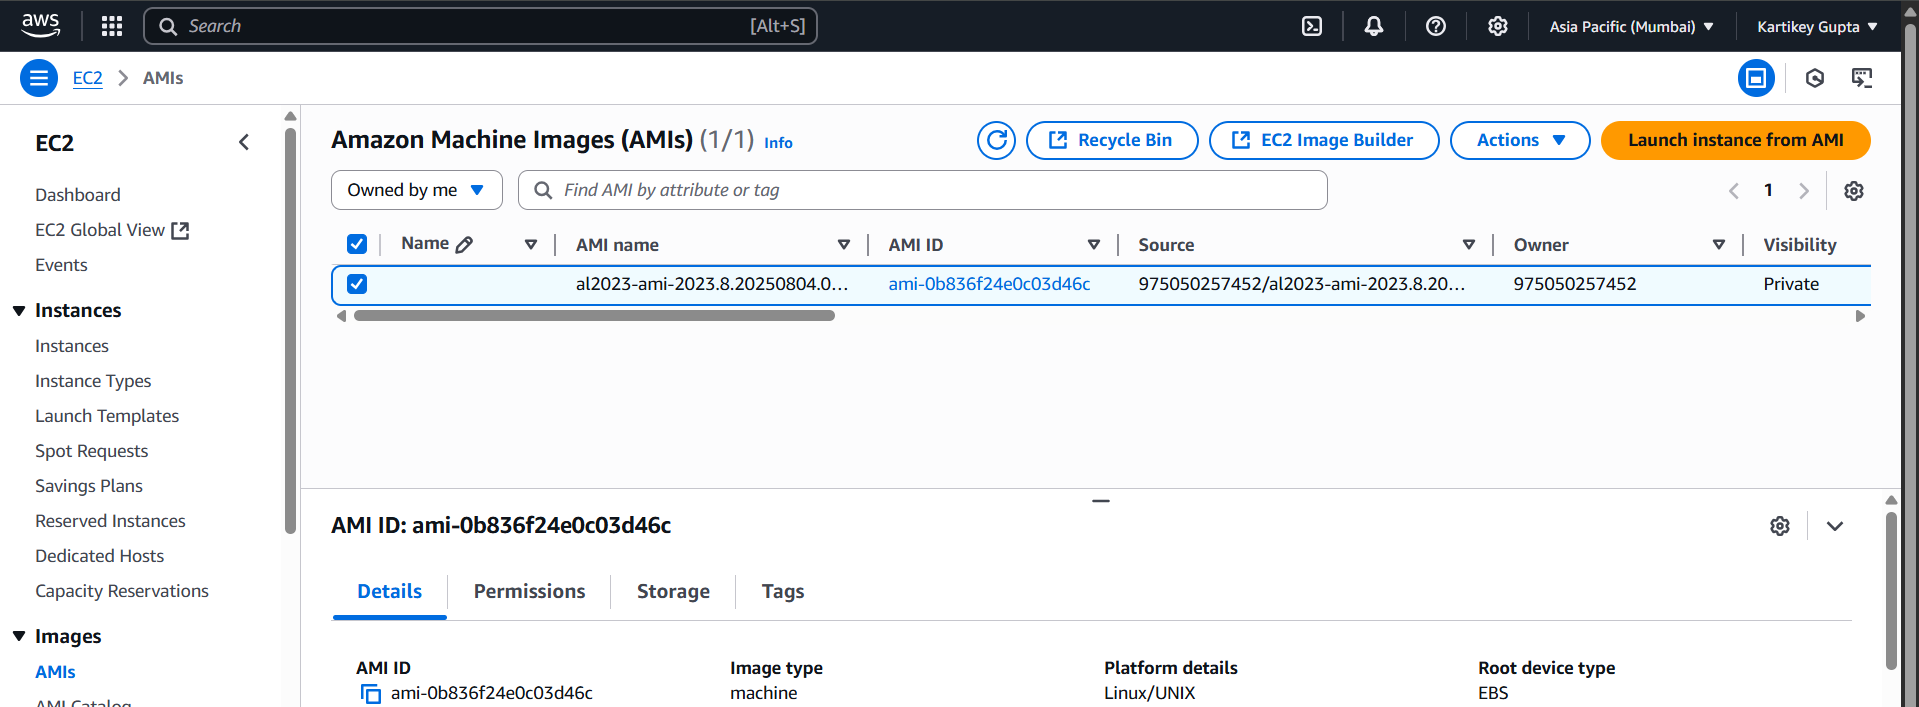 aws
Search [Alt+S] Asia Pacific (Mumbai) Kartikey Gupta
EC2 AMIs
EC2
Dashboard
EC2 Global View
Events
Instances
Instances
Instance Types
Launch Templates
Spot Requests
Savings Plans
Reserved Instances
Dedicated Hosts
Capacity Reservations
Images
AMIs
AMI Catalog
Amazon Machine Images (AMIs) (1/1) Info Recycle Bin EC2 Image Builder Actions Launch instance from AMI
Owned by me Find AMI by attribute or tag 1
Name AMI name AMI ID Source Owner Visibility
al2023-ami-2023.8.20250804.0... ami-0b836f24e0c03d46c 975050257452/al2023-ami-2023.8.20... 975050257452 Private
AMI ID: ami-0b836f24e0c03d46c
Details Permissions Storage Tags
AMI ID Image type Platform details Root device type
ami-0b836f24e0c03d46c machine Linux/UNIX EBS